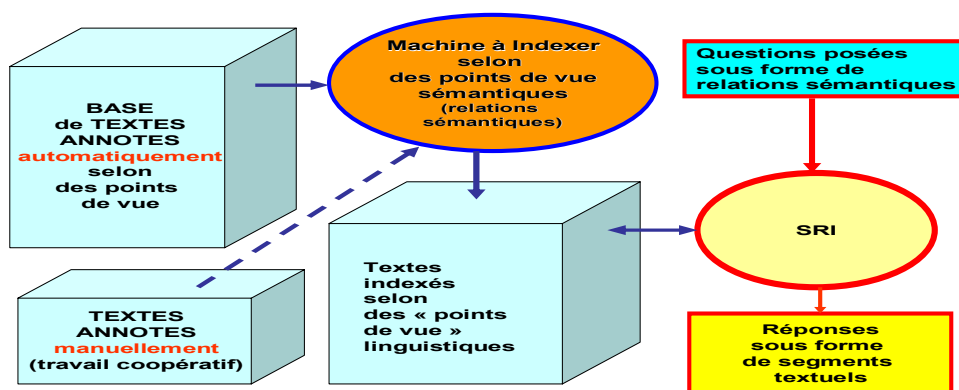 BASE
de TEXTES
ANNOTES
automatiquement
selon
des points
de vue
Machine à Indexer
selon
des points de vue
sémantiques
(relations
sémantiques)
Questions posées
sous forme de
relations sémantiques
TEXTES
ANNOTES
manuellement
(travail coopératif)
Textes
indexés
selon
des « points
de vue »
linguistiques
SRI
Réponses
sous forme
de segments
textuels